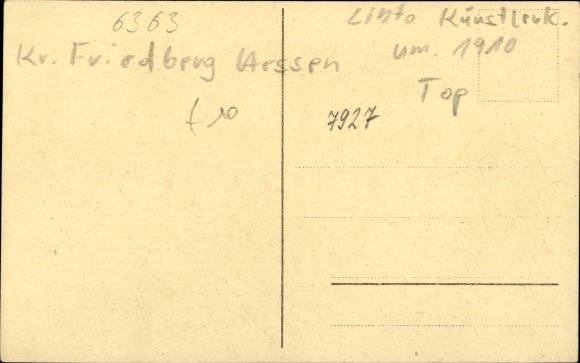 6363
Kr. Friedberg Hessen
Litho Künstlerk.
um. 1910
Top
7927